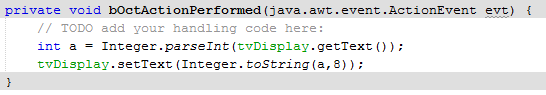 private void bOctActionPerformed(java.awt.event.ActionEvent evt) {
// TODO add your handling code here:
int a = Integer.parseInt(tvDisplay.getText());
tvDisplay.setText(Integer.toString(a,8));
}